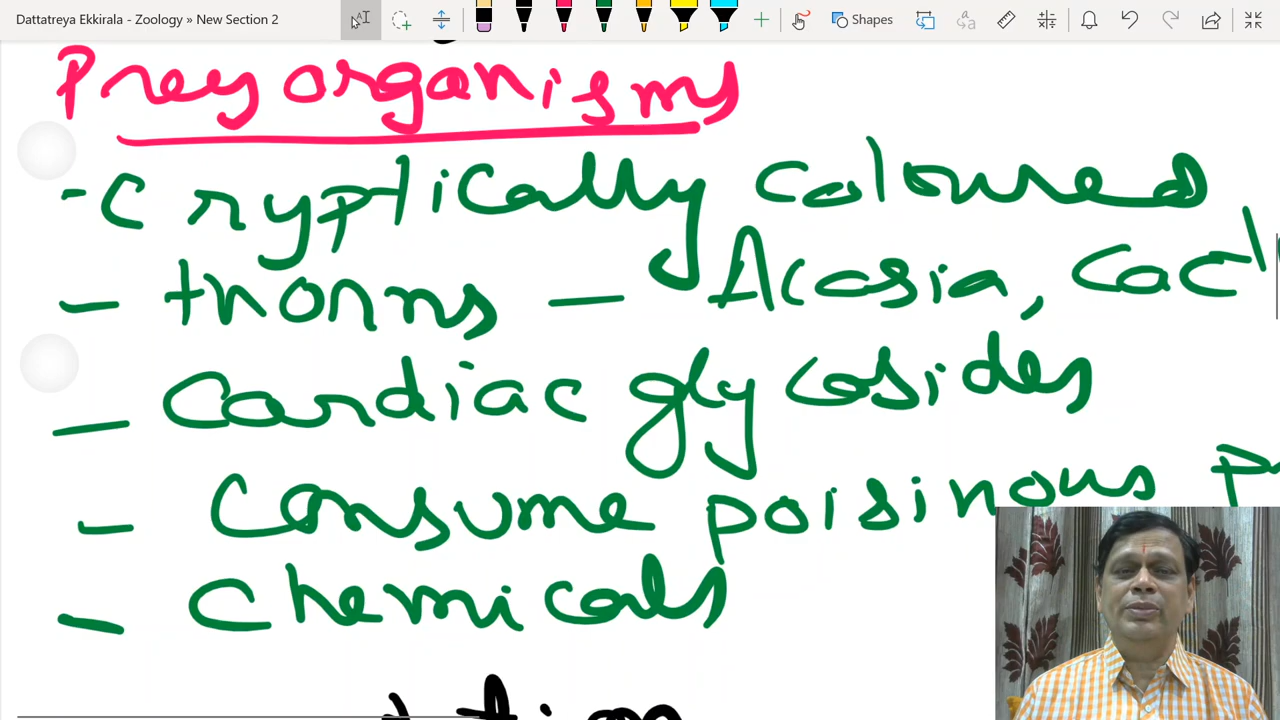 Dattatreya Ekkirala - Zoology » New Section 2
Shapes
Prey organisms
- Cryptically coloured
- thorns - Acasia, Cact
- Cardiac glycosides
- Consume poisinous
- Chemicals